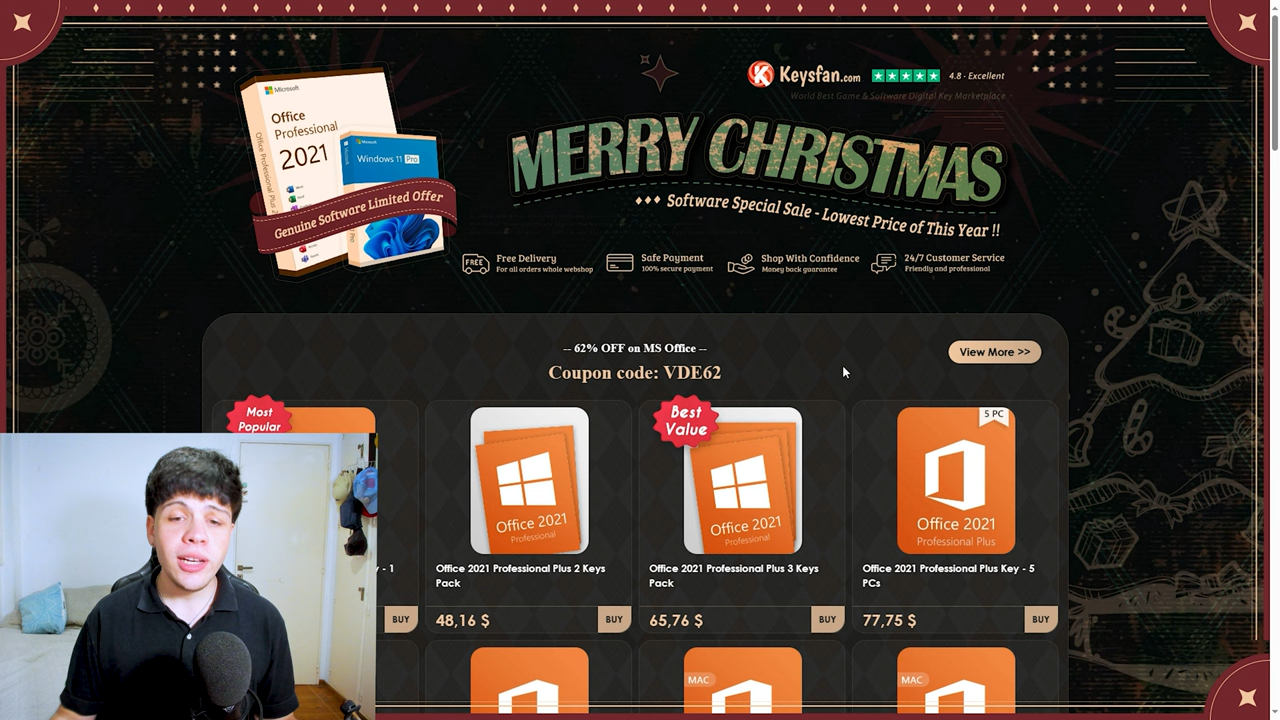 Keysfan.com
4.8 - Excellent
World Best Game & Software Digital Key Marketplace
MERRY CHRISTMAS
Software Special Sale - Lowest Price of This Year !!
Microsoft
Office
Professional
2021
Microsoft
Windows 11 Pro
Genuine Software Limited Offer
FREE
Free Delivery
For all orders whole webshop
Safe Payment
100% secure payment
Shop With Confidence
Money back guarantee
24/7 Customer Service
Friendly and professional
-- 62% OFF on MS Office --
Coupon code: VDE62
View More >>
Most
Popular
Office 2021
Professional
Best
Value
Office 2021
Professional
5 PC
Office 2021
Professional Plus
- 1
Office 2021 Professional Plus 2 Keys
Pack
Office 2021 Professional Plus 3 Keys
Pack
Office 2021 Professional Plus Key - 5
PCs
BUY
48,16 $
BUY
65,76 $
BUY
77,75 $
BUY
MAC
MAC